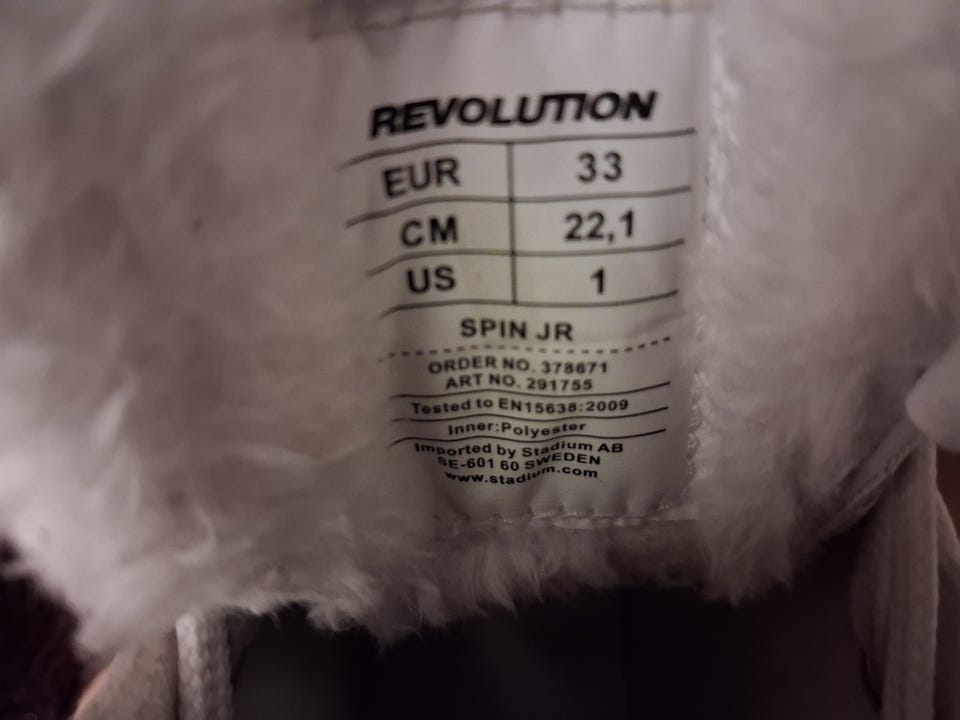 REVOLUTION
EUR 33
CM 22,1
US 1
SPIN JR
ORDER NO. 378671
ART NO. 291755
Tested to EN15638:2009
Inner:Polyester
Imported by Stadium AB
SE-601 60 SWEDEN
www.stadium.com